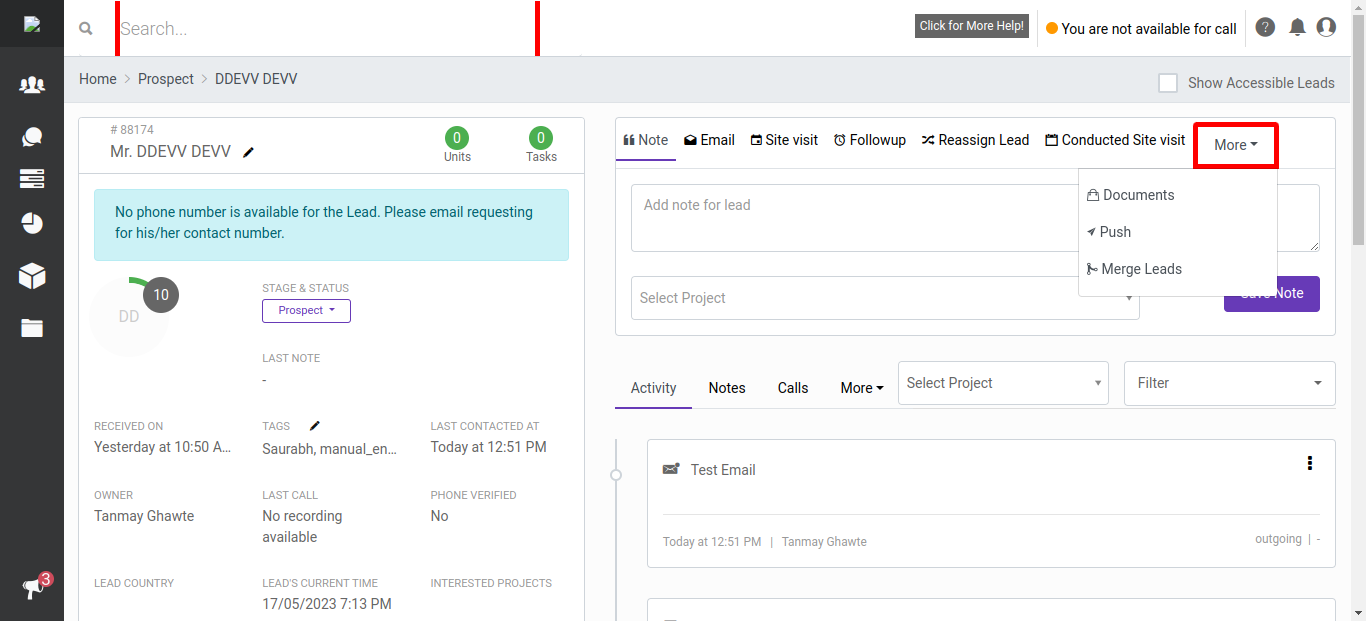 Search...
Click for More Help!
You are not available for call
Home > Prospect > DDEVV DEVV
Show Accessible Leads
# 88174
Mr. DDEVV DEVV
0
Units
0
Tasks
No phone number is available for the Lead. Please email requesting
for his/her contact number.
DD
10
STAGE & STATUS
Prospect
LAST NOTE
-
RECEIVED ON
Yesterday at 10:50 A...
TAGS
Saurabh, manual_en...
LAST CONTACTED AT
Today at 12:51 PM
OWNER
Tanmay Ghawte
LAST CALL
No recording
available
PHONE VERIFIED
No
LEAD COUNTRY
LEAD'S CURRENT TIME
17/05/2023 7:13 PM
INTERESTED PROJECTS
3
Note
Email
Site visit
Followup
Reassign Lead
Conducted Site visit
More
Documents
Push
Merge Leads
Add note for lead
Select Project
Note
Activity
Notes
Calls
More
Select Project
Filter
Test Email
Today at 12:51 PM | Tanmay Ghawte
outgoing | -